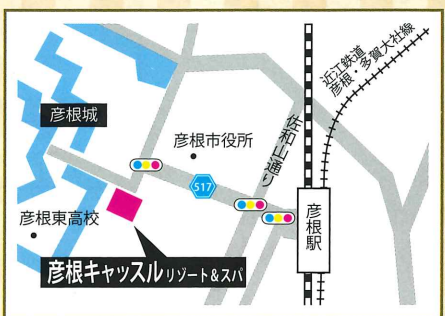 近江鉄道
彦根・多賀大社線
彦根城
佐和山通り
彦根市役所
517
彦根東高校
彦根駅
彦根キャッスル リゾート&スパ